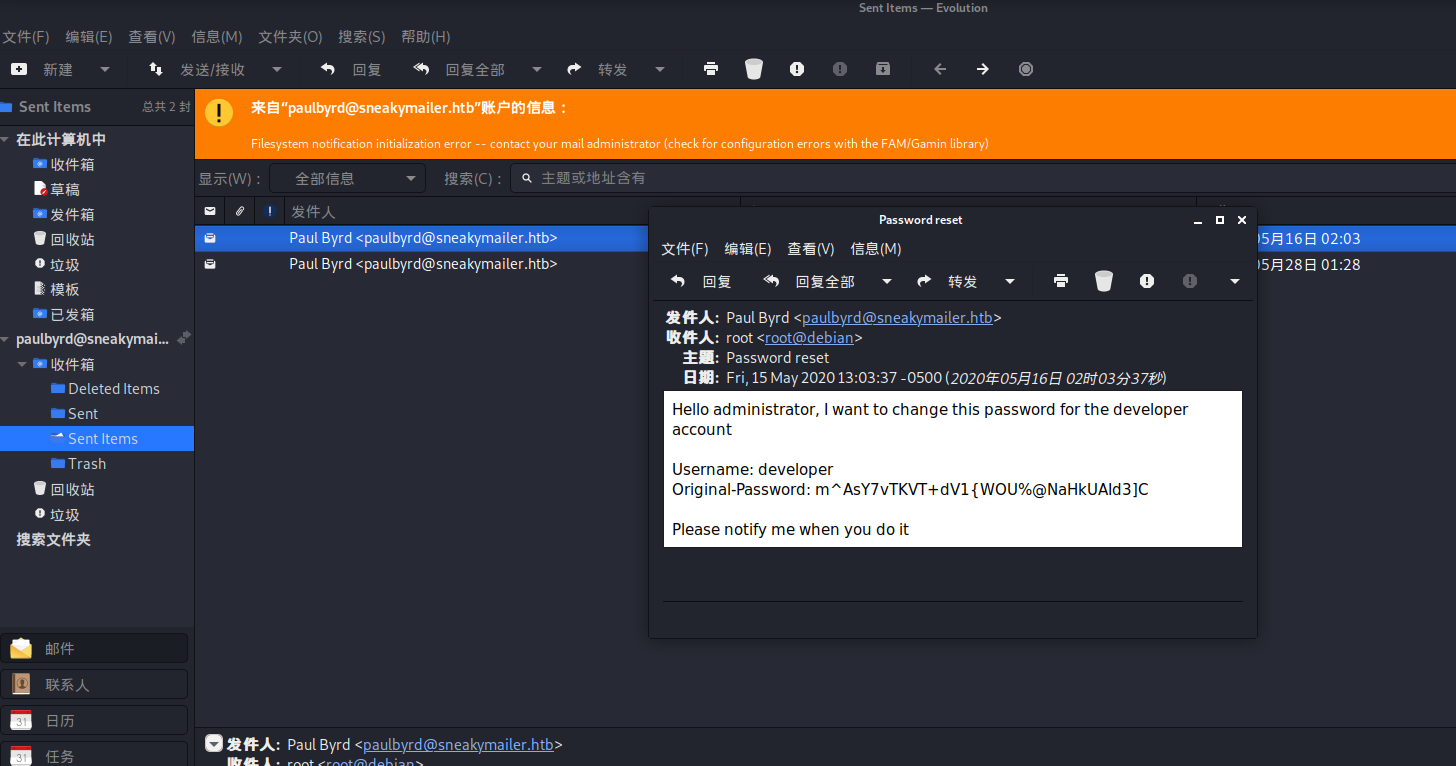 Sent Items — Evolution
文件(F) 编辑(E) 查看(V) 信息(M) 文件夹(O) 搜索(S) 帮助(H)
新建 发送/接收 回复 回复全部 转发
Sent Items 总共 2 封
来自“paulbyrd@sneakymailer.htb”账户的信息：
Filesystem notification initialization error -- contact your mail administrator (check for configuration errors with the FAM/Gamin library)
在此计算机中
收件箱
草稿
发件箱
回收站
垃圾
模板
已发箱
paulbyrd@sneakymai...
收件箱
Deleted Items
Sent
Sent Items
Trash
回收站
垃圾
搜索文件夹
邮件
联系人
31 日历
31 任务
显示(W)： 全部信息 搜索(C)： 主题或地址含有
发件人
Paul Byrd <paulbyrd@sneakymailer.htb> 05月16日 02:03
Paul Byrd <paulbyrd@sneakymailer.htb> 05月28日 01:28
Password reset
文件(F) 编辑(E) 查看(V) 信息(M)
回复 回复全部 转发
发件人: Paul Byrd <paulbyrd@sneakymailer.htb>
收件人: root <root@debian>
主题: Password reset
日期: Fri, 15 May 2020 13:03:37 -0500 (2020年05月16日 02时03分37秒)
Hello administrator, I want to change this password for the developer
account
Username: developer
Original-Password: m^AsY7vTKVT+dV1{WOU%@NaHkUAId3]C
Please notify me when you do it
发件人: Paul Byrd <paulbyrd@sneakymailer.htb>
收件人: root <root@debian>